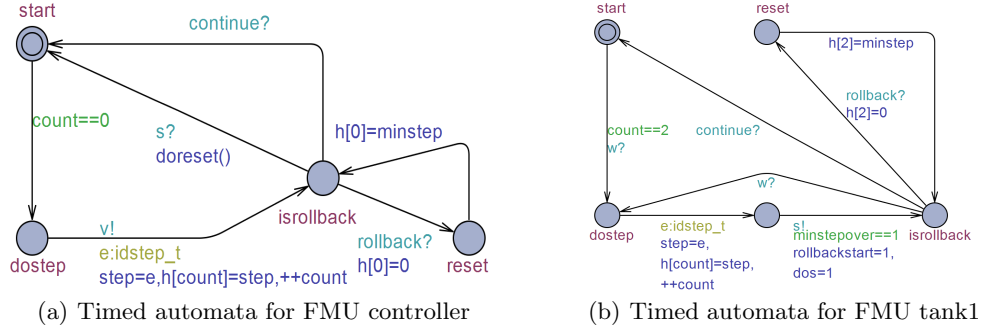 start
continue?
count==0
s?
doreset()
h[0]=minstep
isrollback
v!
e:idstep_t
step=e,h[count]=step,++count
dostep
rollback?
h[0]=0
reset
(a) Timed automata for FMU controller
start
reset
h[2]=minstep
rollback?
h[2]=0
count==2
w?
continue?
w?
dostep
e:idstep_t
step=e,
h[count]=step,
++count
s!
minstepover==1
rollbackstart=1,
dos=1
isrollback
(b) Timed automata for FMU tank1